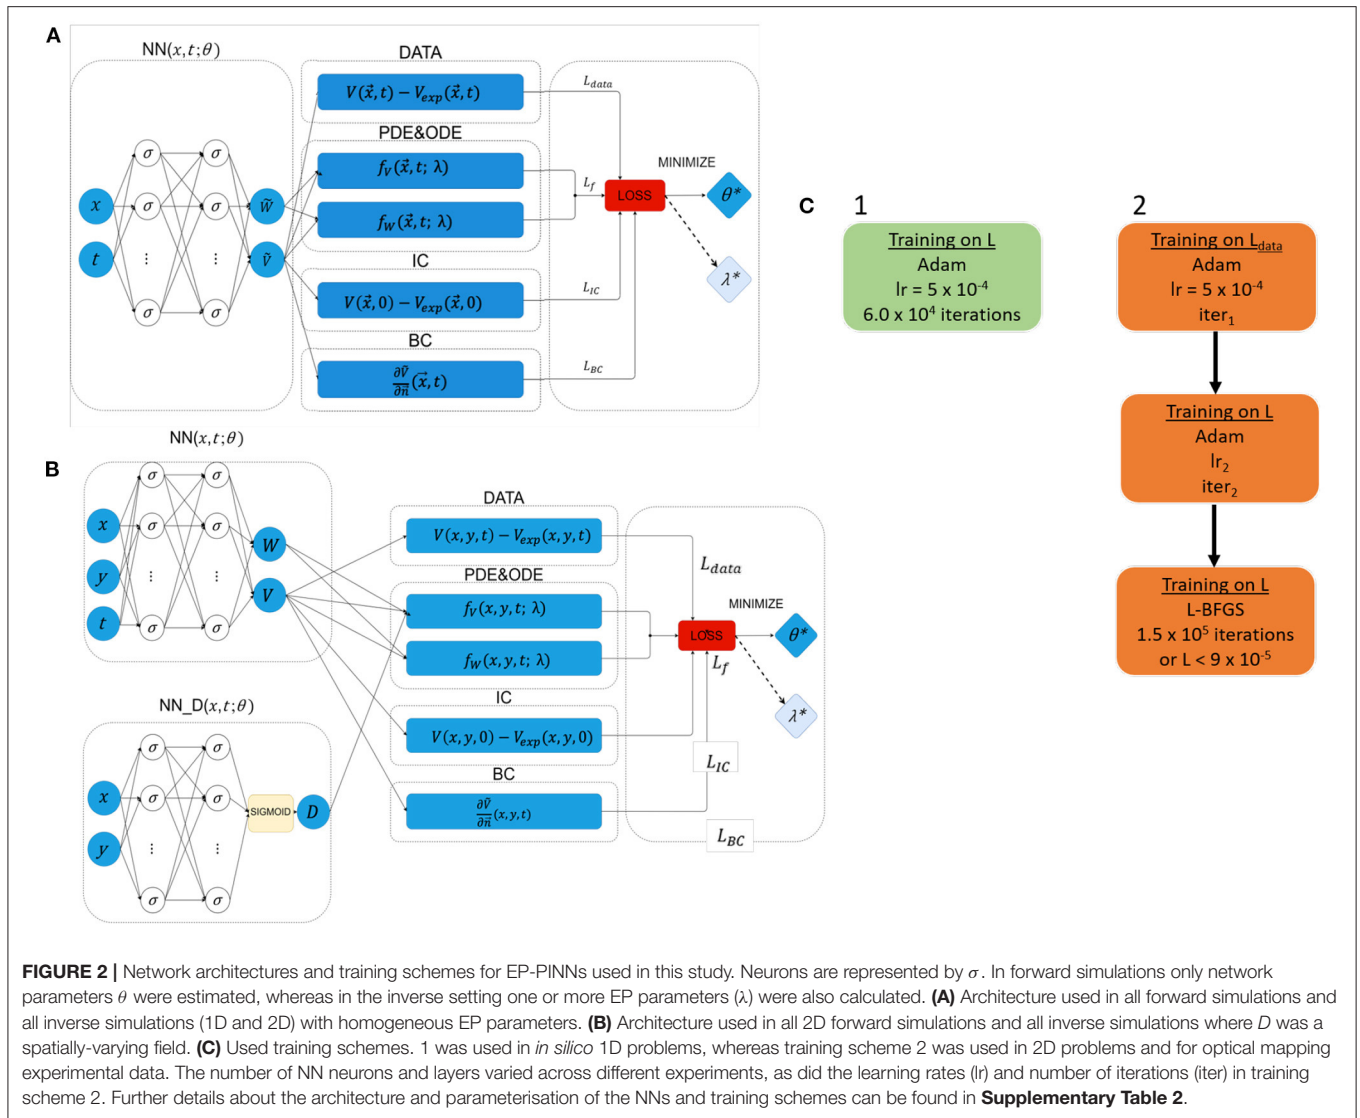 A
NN(x,t;θ)
x
t
σ
σ
σ
σ
⋮
⋮
σ
σ
W̃
Ṽ
DATA
V(x⃗,t) − V_exp(x⃗,t)
PDE&ODE
f_V(x⃗,t; λ)
f_W(x⃗,t; λ)
IC
V(x⃗,0) − V_exp(x⃗,0)
BC
∂Ṽ/∂n⃗ (x⃗,t)
L_data
L_f
L_IC
L_BC
LOSS
MINIMIZE
θ*
λ*
B
NN(x,t;θ)
x
y
t
σ
σ
σ
σ
⋮
⋮
σ
σ
W
V
NN_D(x,t;θ)
x
y
σ
σ
σ
σ
⋮
⋮
σ
σ
SIGMOID
D
DATA
V(x,y,t) − V_exp(x,y,t)
PDE&ODE
f_V(x,y,t; λ)
f_W(x,y,t; λ)
IC
V(x,y,0) − V_exp(x,y,0)
BC
∂Ṽ/∂n⃗ (x,y,t)
L_data
MINIMIZE
LOSS
L_f
L_IC
L_BC
θ*
λ*
C
1
Training on L
Adam
lr = 5 x 10⁻⁴
6.0 x 10⁴ iterations
2
Training on L_data
Adam
lr = 5 x 10⁻⁴
iter₁
Training on L
Adam
lr₂
iter₂
Training on L
L-BFGS
1.5 x 10⁵ iterations
or L < 9 x 10⁻⁵
FIGURE 2 | Network architectures and training schemes for EP-PINNs used in this study. Neurons are represented by σ. In forward simulations only network
parameters θ were estimated, whereas in the inverse setting one or more EP parameters (λ) were also calculated. (A) Architecture used in all forward simulations and
all inverse simulations (1D and 2D) with homogeneous EP parameters. (B) Architecture used in all 2D forward simulations and all inverse simulations where D was a
spatially-varying field. (C) Used training schemes. 1 was used in in silico 1D problems, whereas training scheme 2 was used in 2D problems and for optical mapping
experimental data. The number of NN neurons and layers varied across different experiments, as did the learning rates (lr) and number of iterations (iter) in training
scheme 2. Further details about the architecture and parameterisation of the NNs and training schemes can be found in Supplementary Table 2.